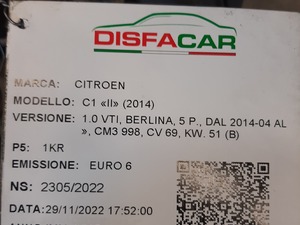 DISFACAR
MARCA: CITROEN
MODELLO: C1 «II» (2014)
VERSIONE: 1.0 VTI, BERLINA, 5 P., DAL 2014-04 AL
», CM3 998, CV 69, KW. 51 (B)
P5: 1KR
EMISSIONE: EURO 6
NS: 2305/2022
DATA: 29/11/2022 17:52:00